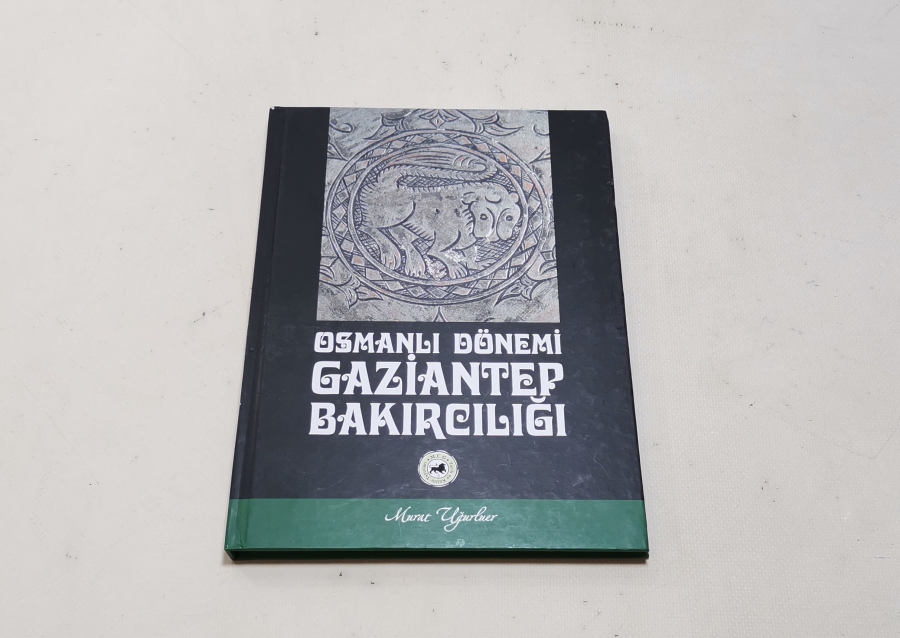 OSMANLI DÖNEMİ
GAZİANTEP
BAKIRCILIĞI
Murat Uğurluer